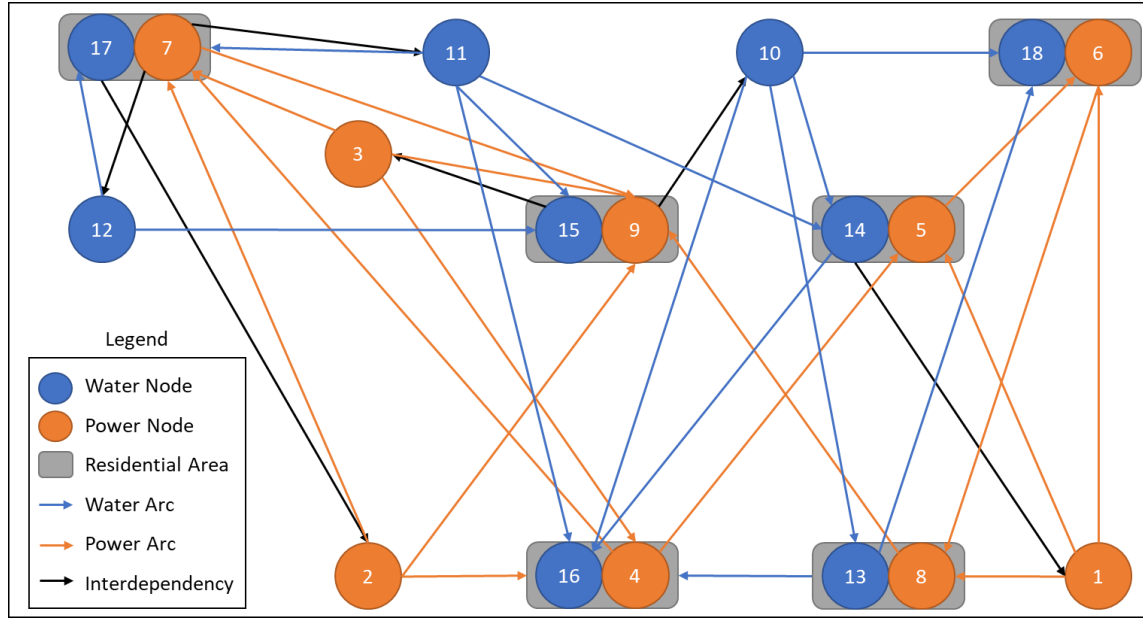 17
7
11
10
18
6
3
12
15
9
14
5
2
16
4
13
8
1
Legend
Water Node
Power Node
Residential Area
Water Arc
Power Arc
Interdependency